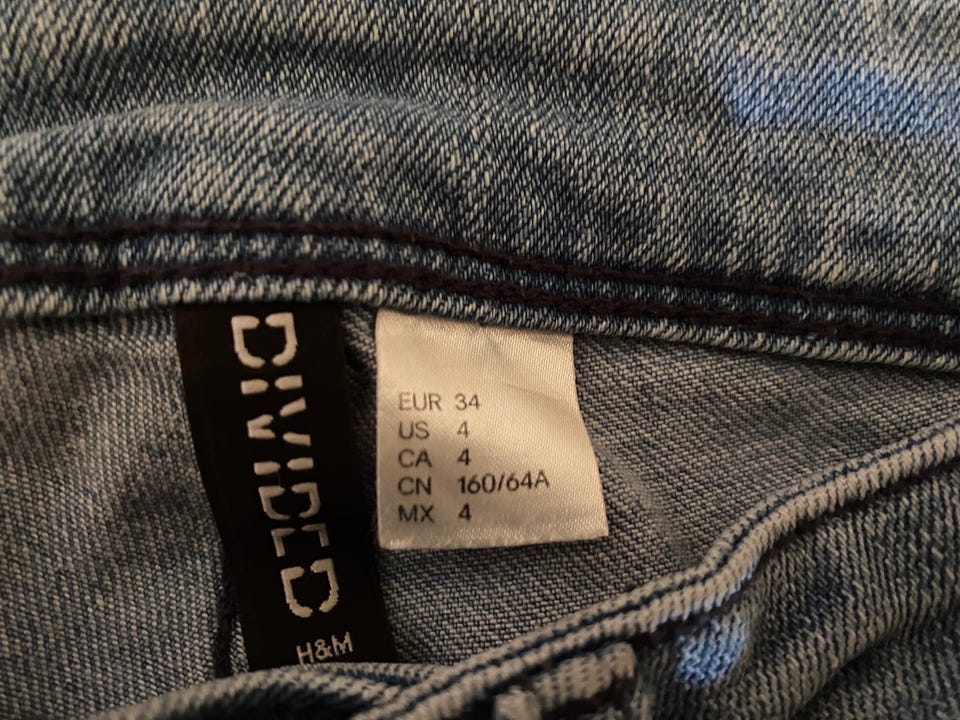 DIVIDED
H&M
EUR 34
US 4
CA 4
CN 160/64A
MX 4